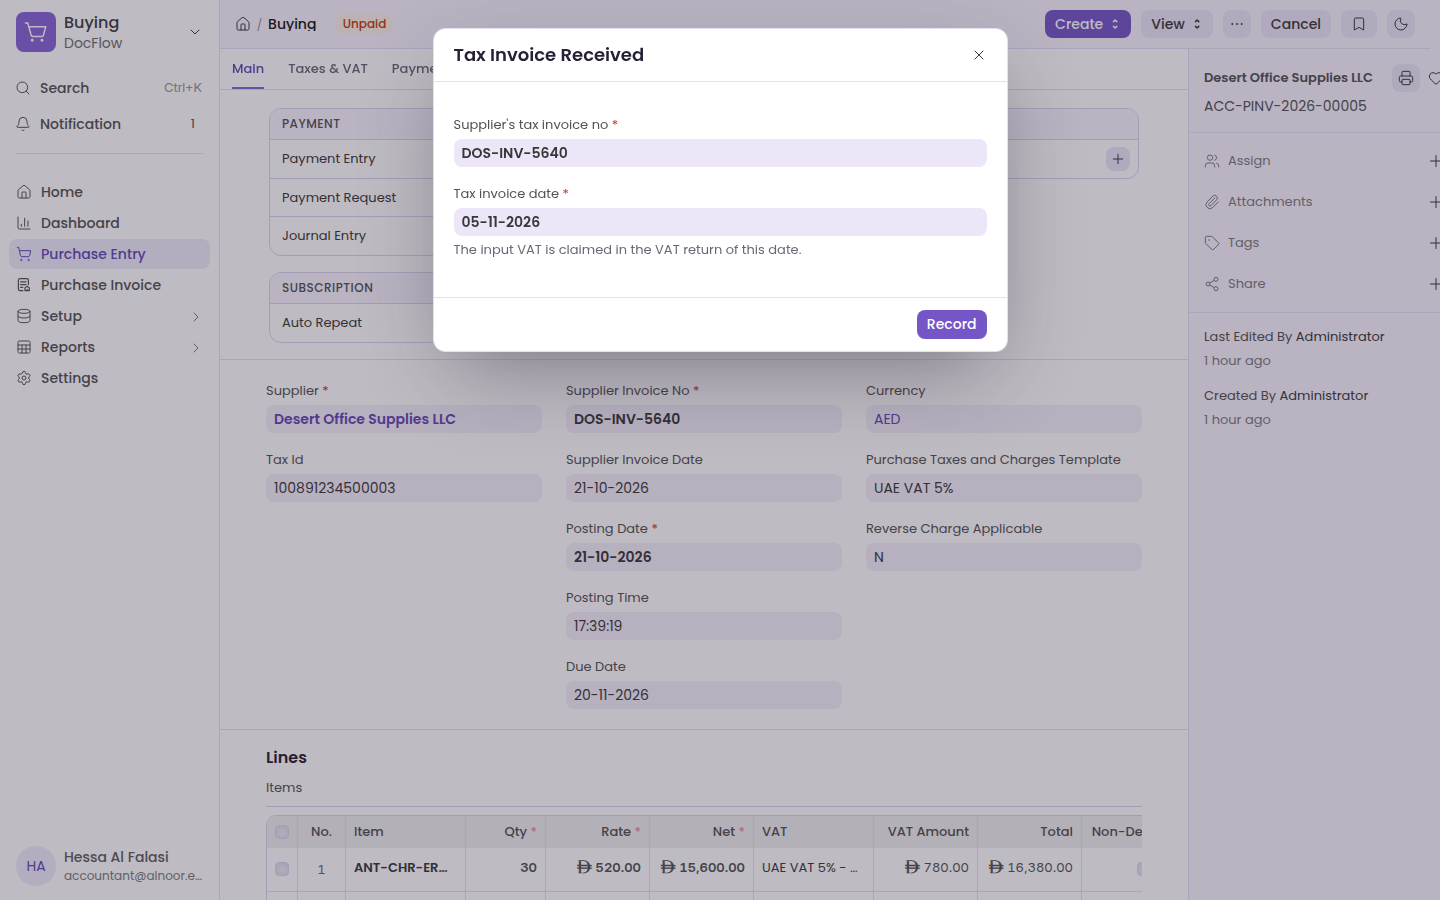 Buying
DocFlow
Search Ctrl+K
Notification 1
Home
Dashboard
Purchase Entry
Purchase Invoice
Setup
Reports
Settings
HA
Hessa Al Falasi
accountant@alnoor.e...
/ Buying Unpaid
Create View ... Cancel
Main Taxes & VAT Payme
PAYMENT
Payment Entry
Payment Request
Journal Entry
SUBSCRIPTION
Auto Repeat
Tax Invoice Received
Supplier's tax invoice no *
DOS-INV-5640
Tax invoice date *
05-11-2026
The input VAT is claimed in the VAT return of this date.
Record
Supplier *
Desert Office Supplies LLC
Tax Id
100891234500003
Supplier Invoice No *
DOS-INV-5640
Supplier Invoice Date
21-10-2026
Posting Date *
21-10-2026
Posting Time
17:39:19
Due Date
20-11-2026
Currency
AED
Purchase Taxes and Charges Template
UAE VAT 5%
Reverse Charge Applicable
N
Lines
Items
No. Item Qty * Rate * Net * VAT VAT Amount Total Non-De
1 ANT-CHR-ER... 30 520.00 15,600.00 UAE VAT 5% - ... 780.00 16,380.00
Desert Office Supplies LLC
ACC-PINV-2026-00005
Assign
Attachments
Tags
Share
Last Edited By Administrator
1 hour ago
Created By Administrator
1 hour ago